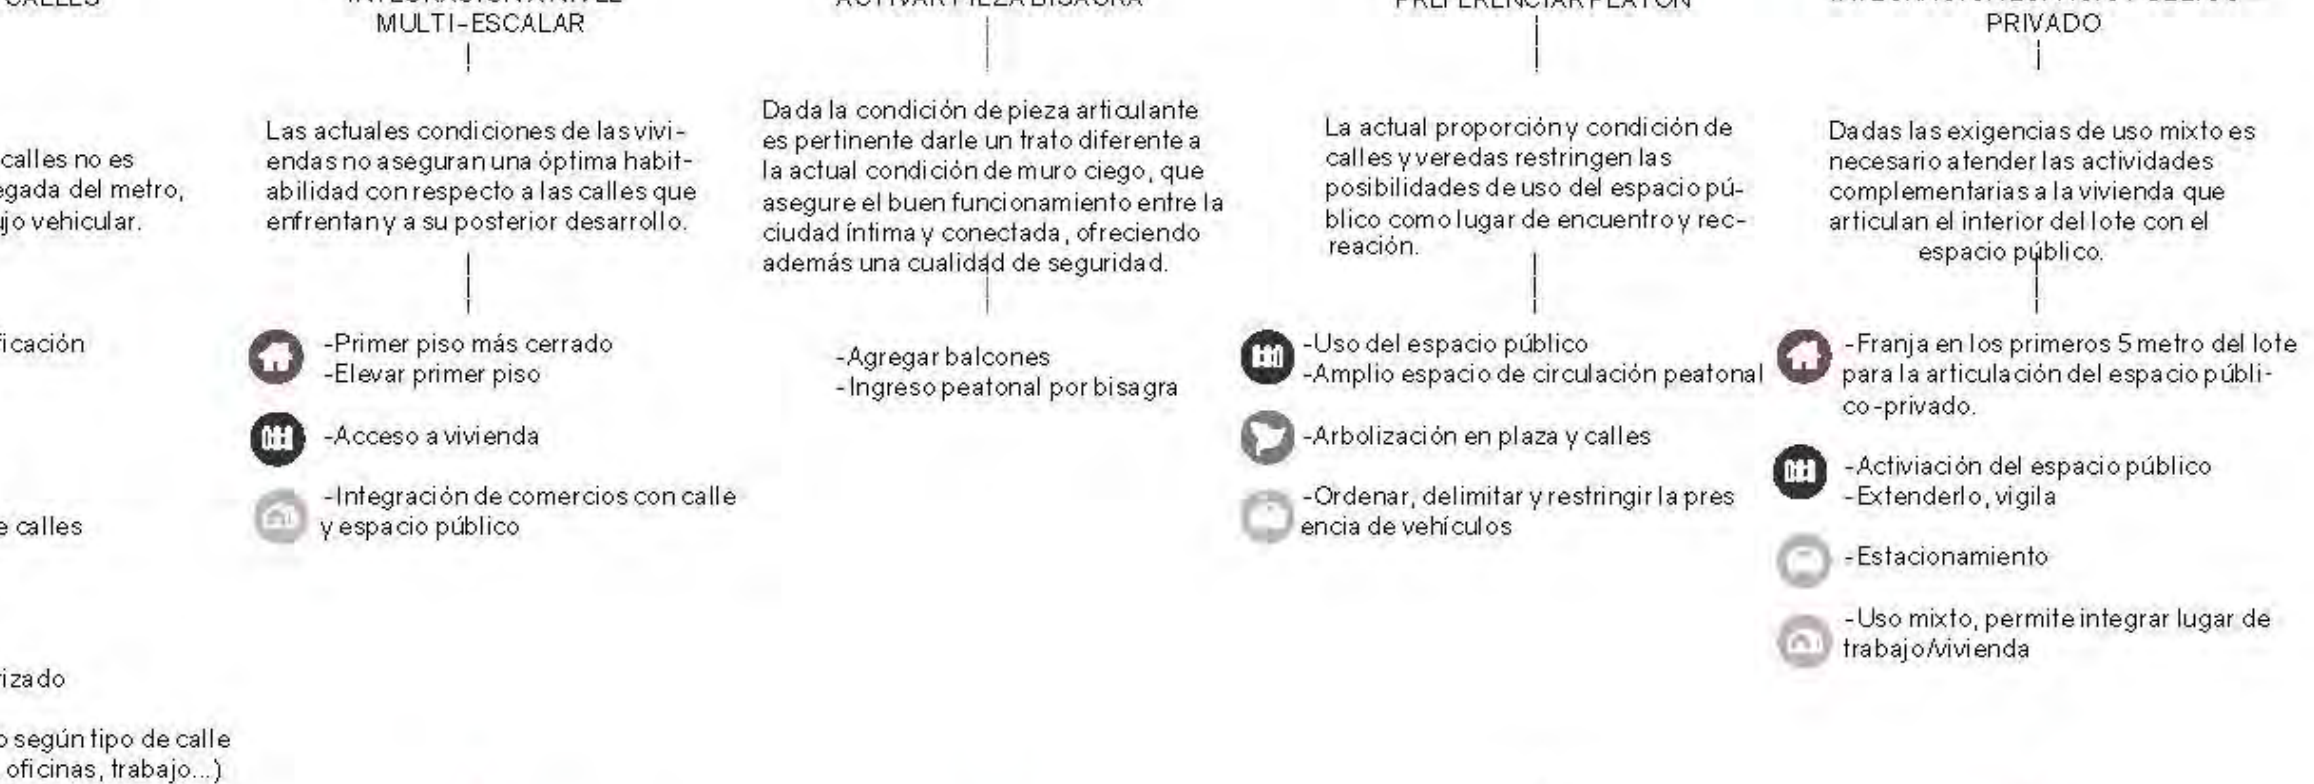 CALLES
calles no es
egada del metro,
ujo vehicular.
ficación
e calles
rizado
o según tipo de calle
oficinas, trabajo...)
MULTI-ESCALAR
Las actuales condiciones de las vivi-
endas no aseguran una óptima habit-
abilidad con respecto a las calles que
enfrentan y a su posterior desarrollo.
-Primer piso más cerrado
-Elevar primer piso
-Acceso a vivienda
-Integración de comercios con calle
y espacio público
ACTIVAR PIEZA BISAGRA
Dada la condición de pieza articulante
es pertinente darle un trato diferente a
la actual condición de muro ciego, que
asegure el buen funcionamiento entre la
ciudad íntima y conectada, ofreciendo
además una cualidad de seguridad.
-Agregar balcones
-Ingreso peatonal por bisagra
PREFERENCIAR PEATÓN
La actual proporción y condición de
calles y veredas restringen las
posibilidades de uso del espacio pú-
blico como lugar de encuentro y rec-
reación.
-Uso del espacio público
-Amplio espacio de circulación peatonal
-Arbolización en plaza y calles
-Ordenar, delimitar y restringir la pres
encia de vehículos
PRIVADO
Dadas las exigencias de uso mixto es
necesario atender las actividades
complementarias a la vivienda que
articulan el interior del lote con el
espacio público.
-Franja en los primeros 5 metro del lote
para la articulación del espacio públi-
co-privado.
-Activiación del espacio público
-Extenderlo, vigila
-Estacionamiento
-Uso mixto, permite integrar lugar de
trabajo/vivienda